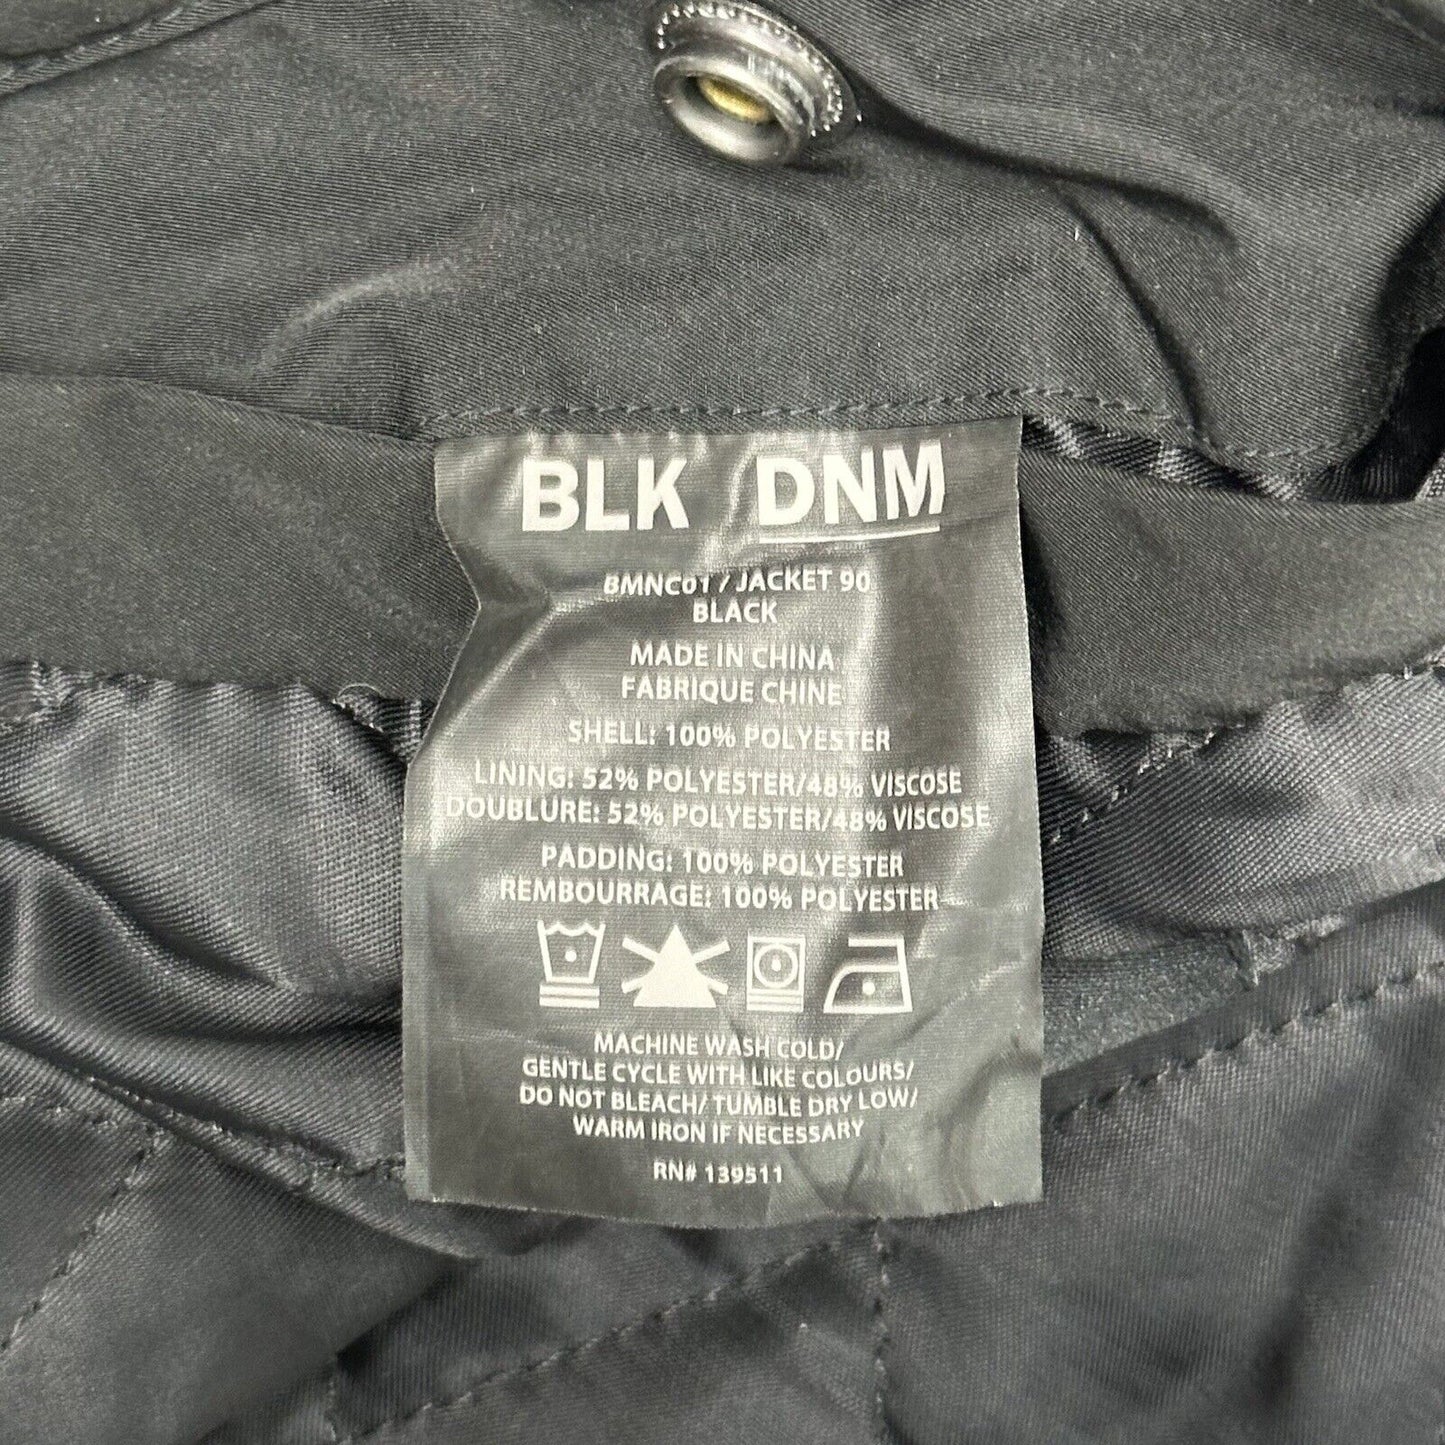 BLK DNM
BMNC01 / JACKET 90
BLACK
MADE IN CHINA
FABRIQUE CHINE
SHELL: 100% POLYESTER
LINING: 52% POLYESTER/48% VISCOSE
DOUBLURE: 52% POLYESTER/48% VISCOSE
PADDING: 100% POLYESTER
REMBOURRAGE: 100% POLYESTER
MACHINE WASH COLD/
GENTLE CYCLE WITH LIKE COLOURS/
DO NOT BLEACH/ TUMBLE DRY LOW/
WARM IRON IF NECESSARY
RN# 139511